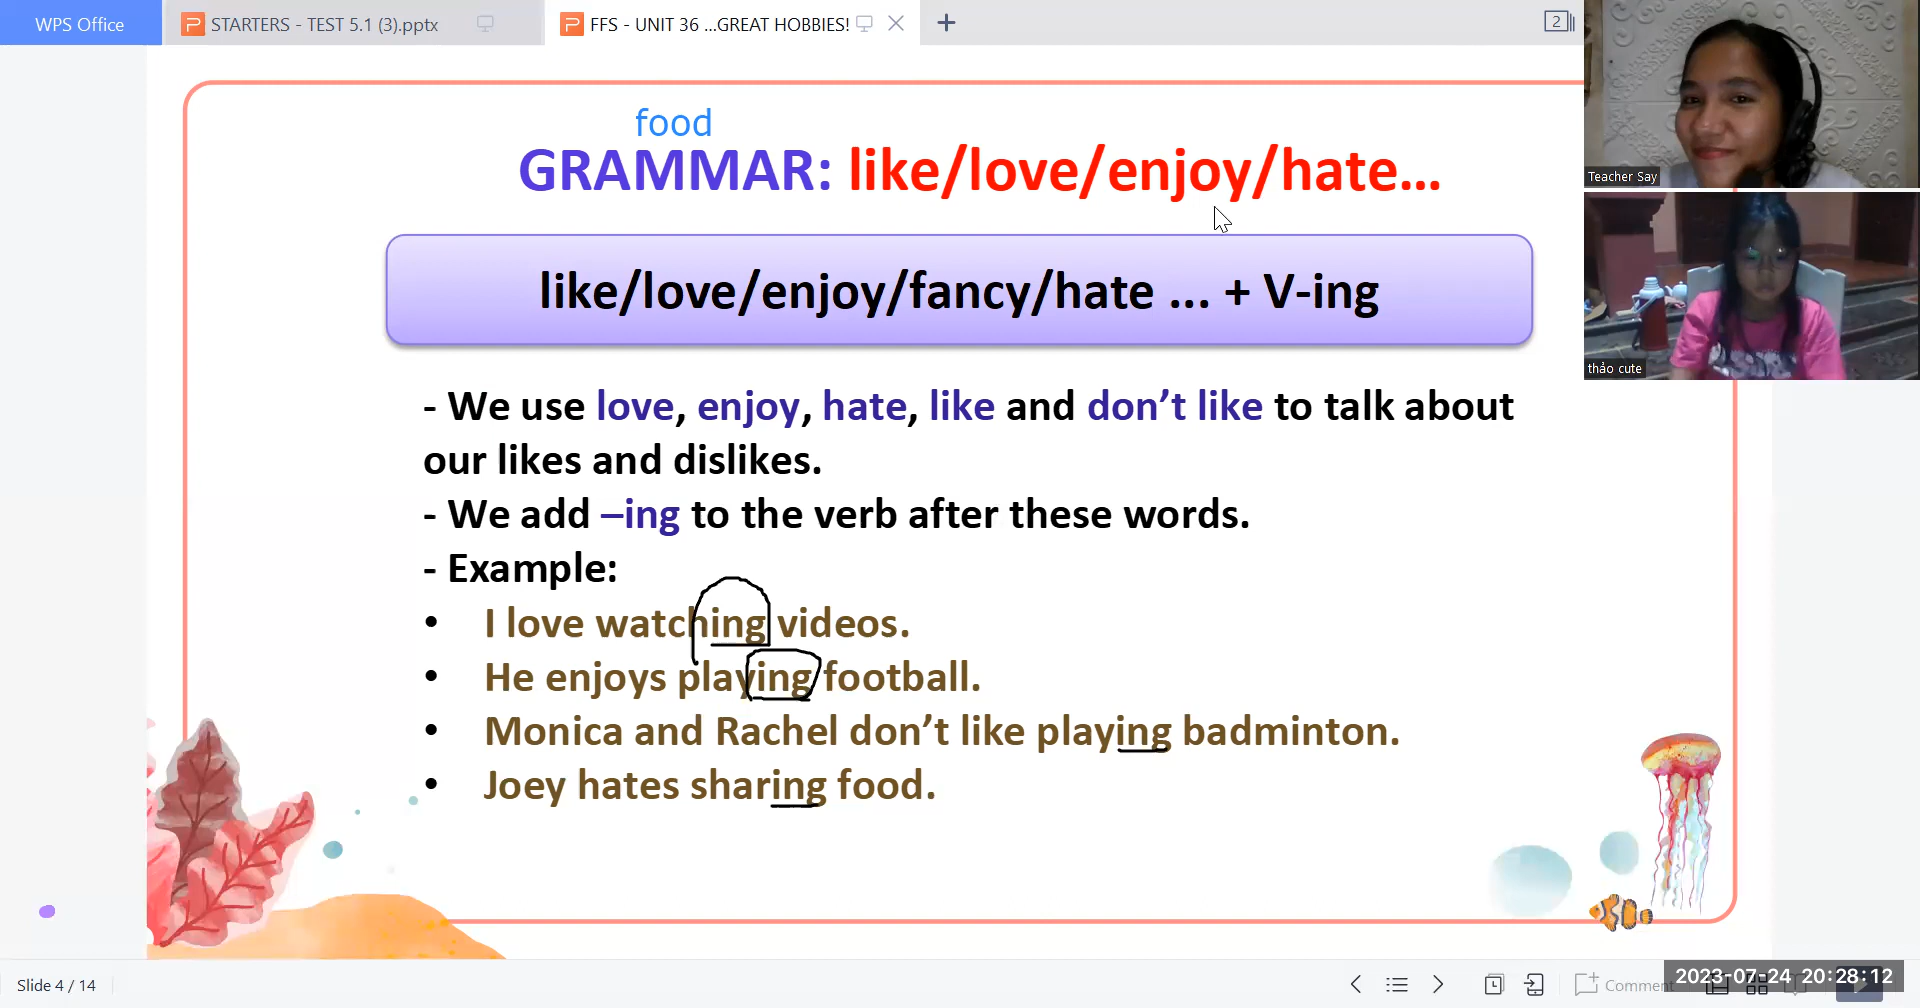 WPS Office
STARTERS - TEST 5.1 (3).pptx
FFS - UNIT 36 ...GREAT HOBBIES!
2
food
GRAMMAR: like/love/enjoy/hate...
Teacher Say
like/love/enjoy/fancy/hate ... + V-ing
thảo cute
- We use love, enjoy, hate, like and don’t like to talk about
our likes and dislikes.
- We add –ing to the verb after these words.
- Example:
• I love watching videos.
• He enjoys playing football.
• Monica and Rachel don’t like playing badminton.
• Joey hates sharing food.
Slide 4 / 14
Comment
2023-07-24 20:28:12